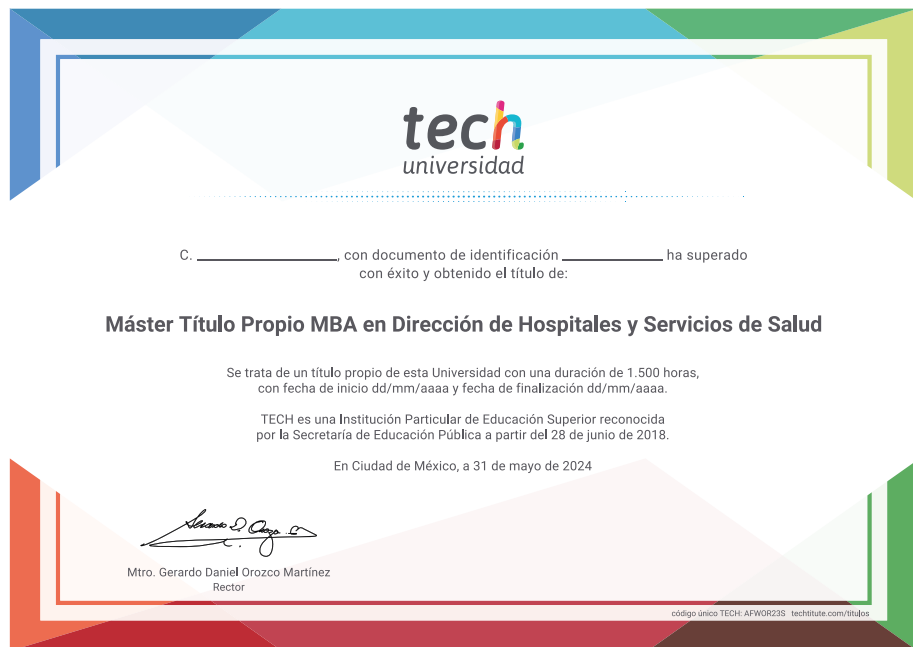 tech
universidad
C. ____________, con documento de identificación __________ ha superado
con éxito y obtenido el título de:
Máster Título Propio MBA en Dirección de Hospitales y Servicios de Salud
Se trata de un título propio de esta Universidad con una duración de 1.500 horas,
con fecha de inicio dd/mm/aaaa y fecha de finalización dd/mm/aaaa.
TECH es una Institución Particular de Educación Superior reconocida
por la Secretaría de Educación Pública a partir del 28 de junio de 2018.
En Ciudad de México, a 31 de mayo de 2024
Mtro. Gerardo Daniel Orozco Martínez
Rector
código único TECH: AFWOR23S techtitute.com/titulos